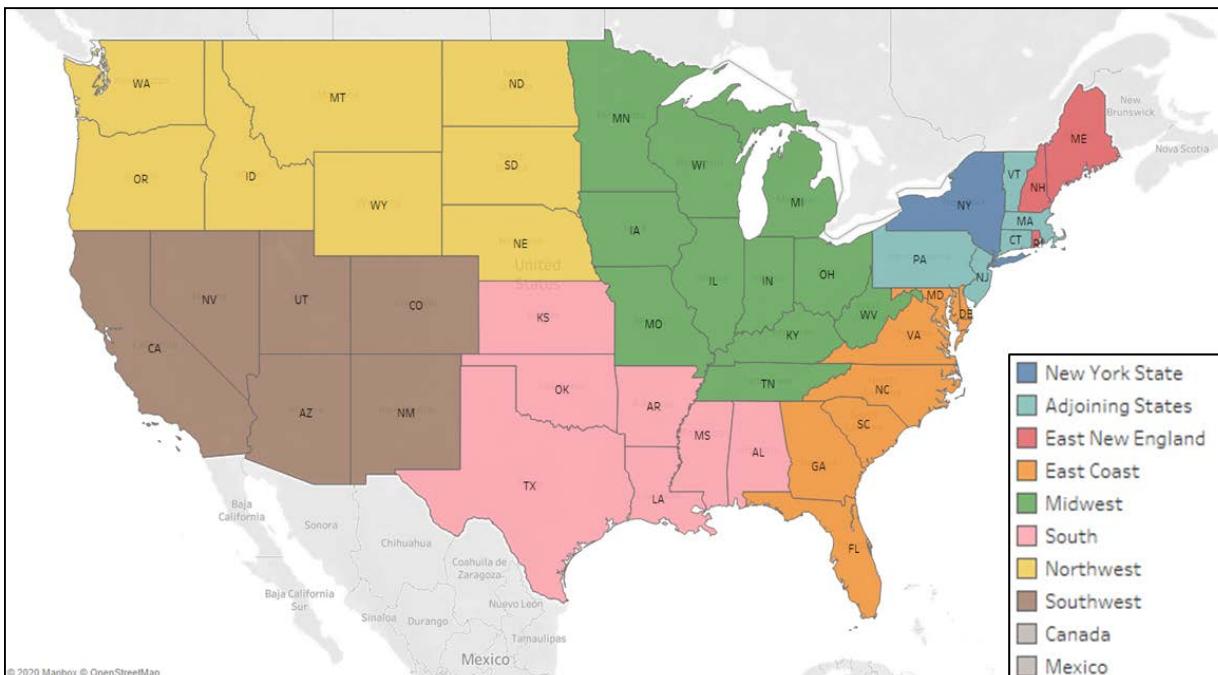 WA
MT
ND
MN
ME
New
Brunswick
Nova Scotia
OR
ID
SD
WI
VT
NH
WY
MI
NY
MA
IA
CT
RI
NE
PA
NJ
United
States
NV
UT
CO
IL
IN
OH
MD
DE
KS
MO
WV
VA
CA
KY
TN
NC
AZ
NM
OK
AR
SC
MS
AL
GA
TX
LA
FL
Baja
California
Sonora
Chihuahua
Coahuila de
Zaragoza
Baja California
Sur
Sinaloa
Durango
Nuevo León
Tamaulipas
Mexico
© 2020 Mapbox © OpenStreetMap
New York State
Adjoining States
East New England
East Coast
Midwest
South
Northwest
Southwest
Canada
Mexico